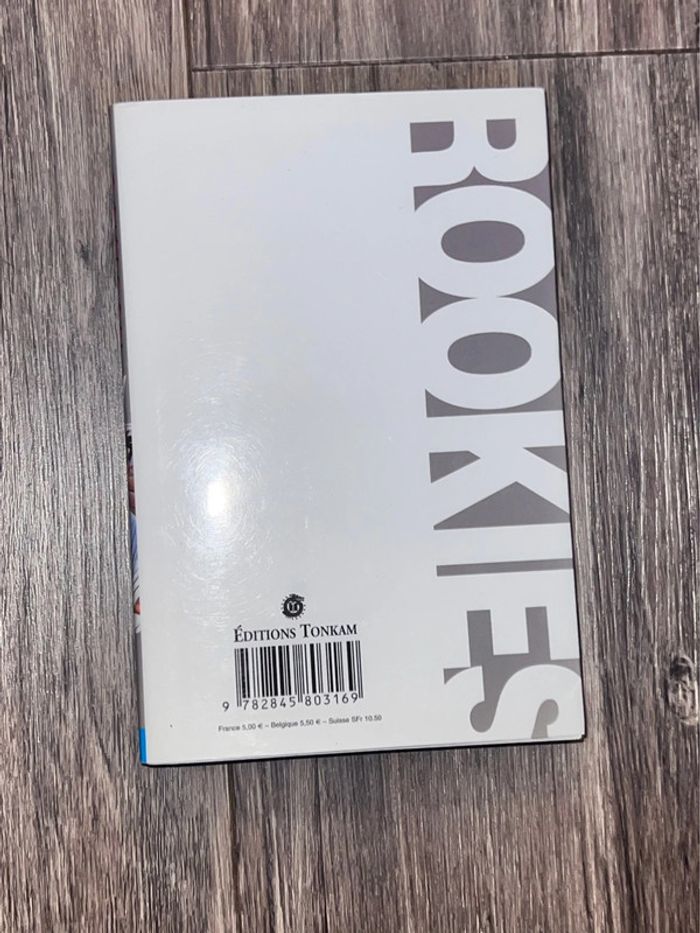 ROOKIES
ÉDITIONS TONKAM
9 782845 803169
France 5,00 € – Belgique 5,50 € – Suisse SFr 10.50